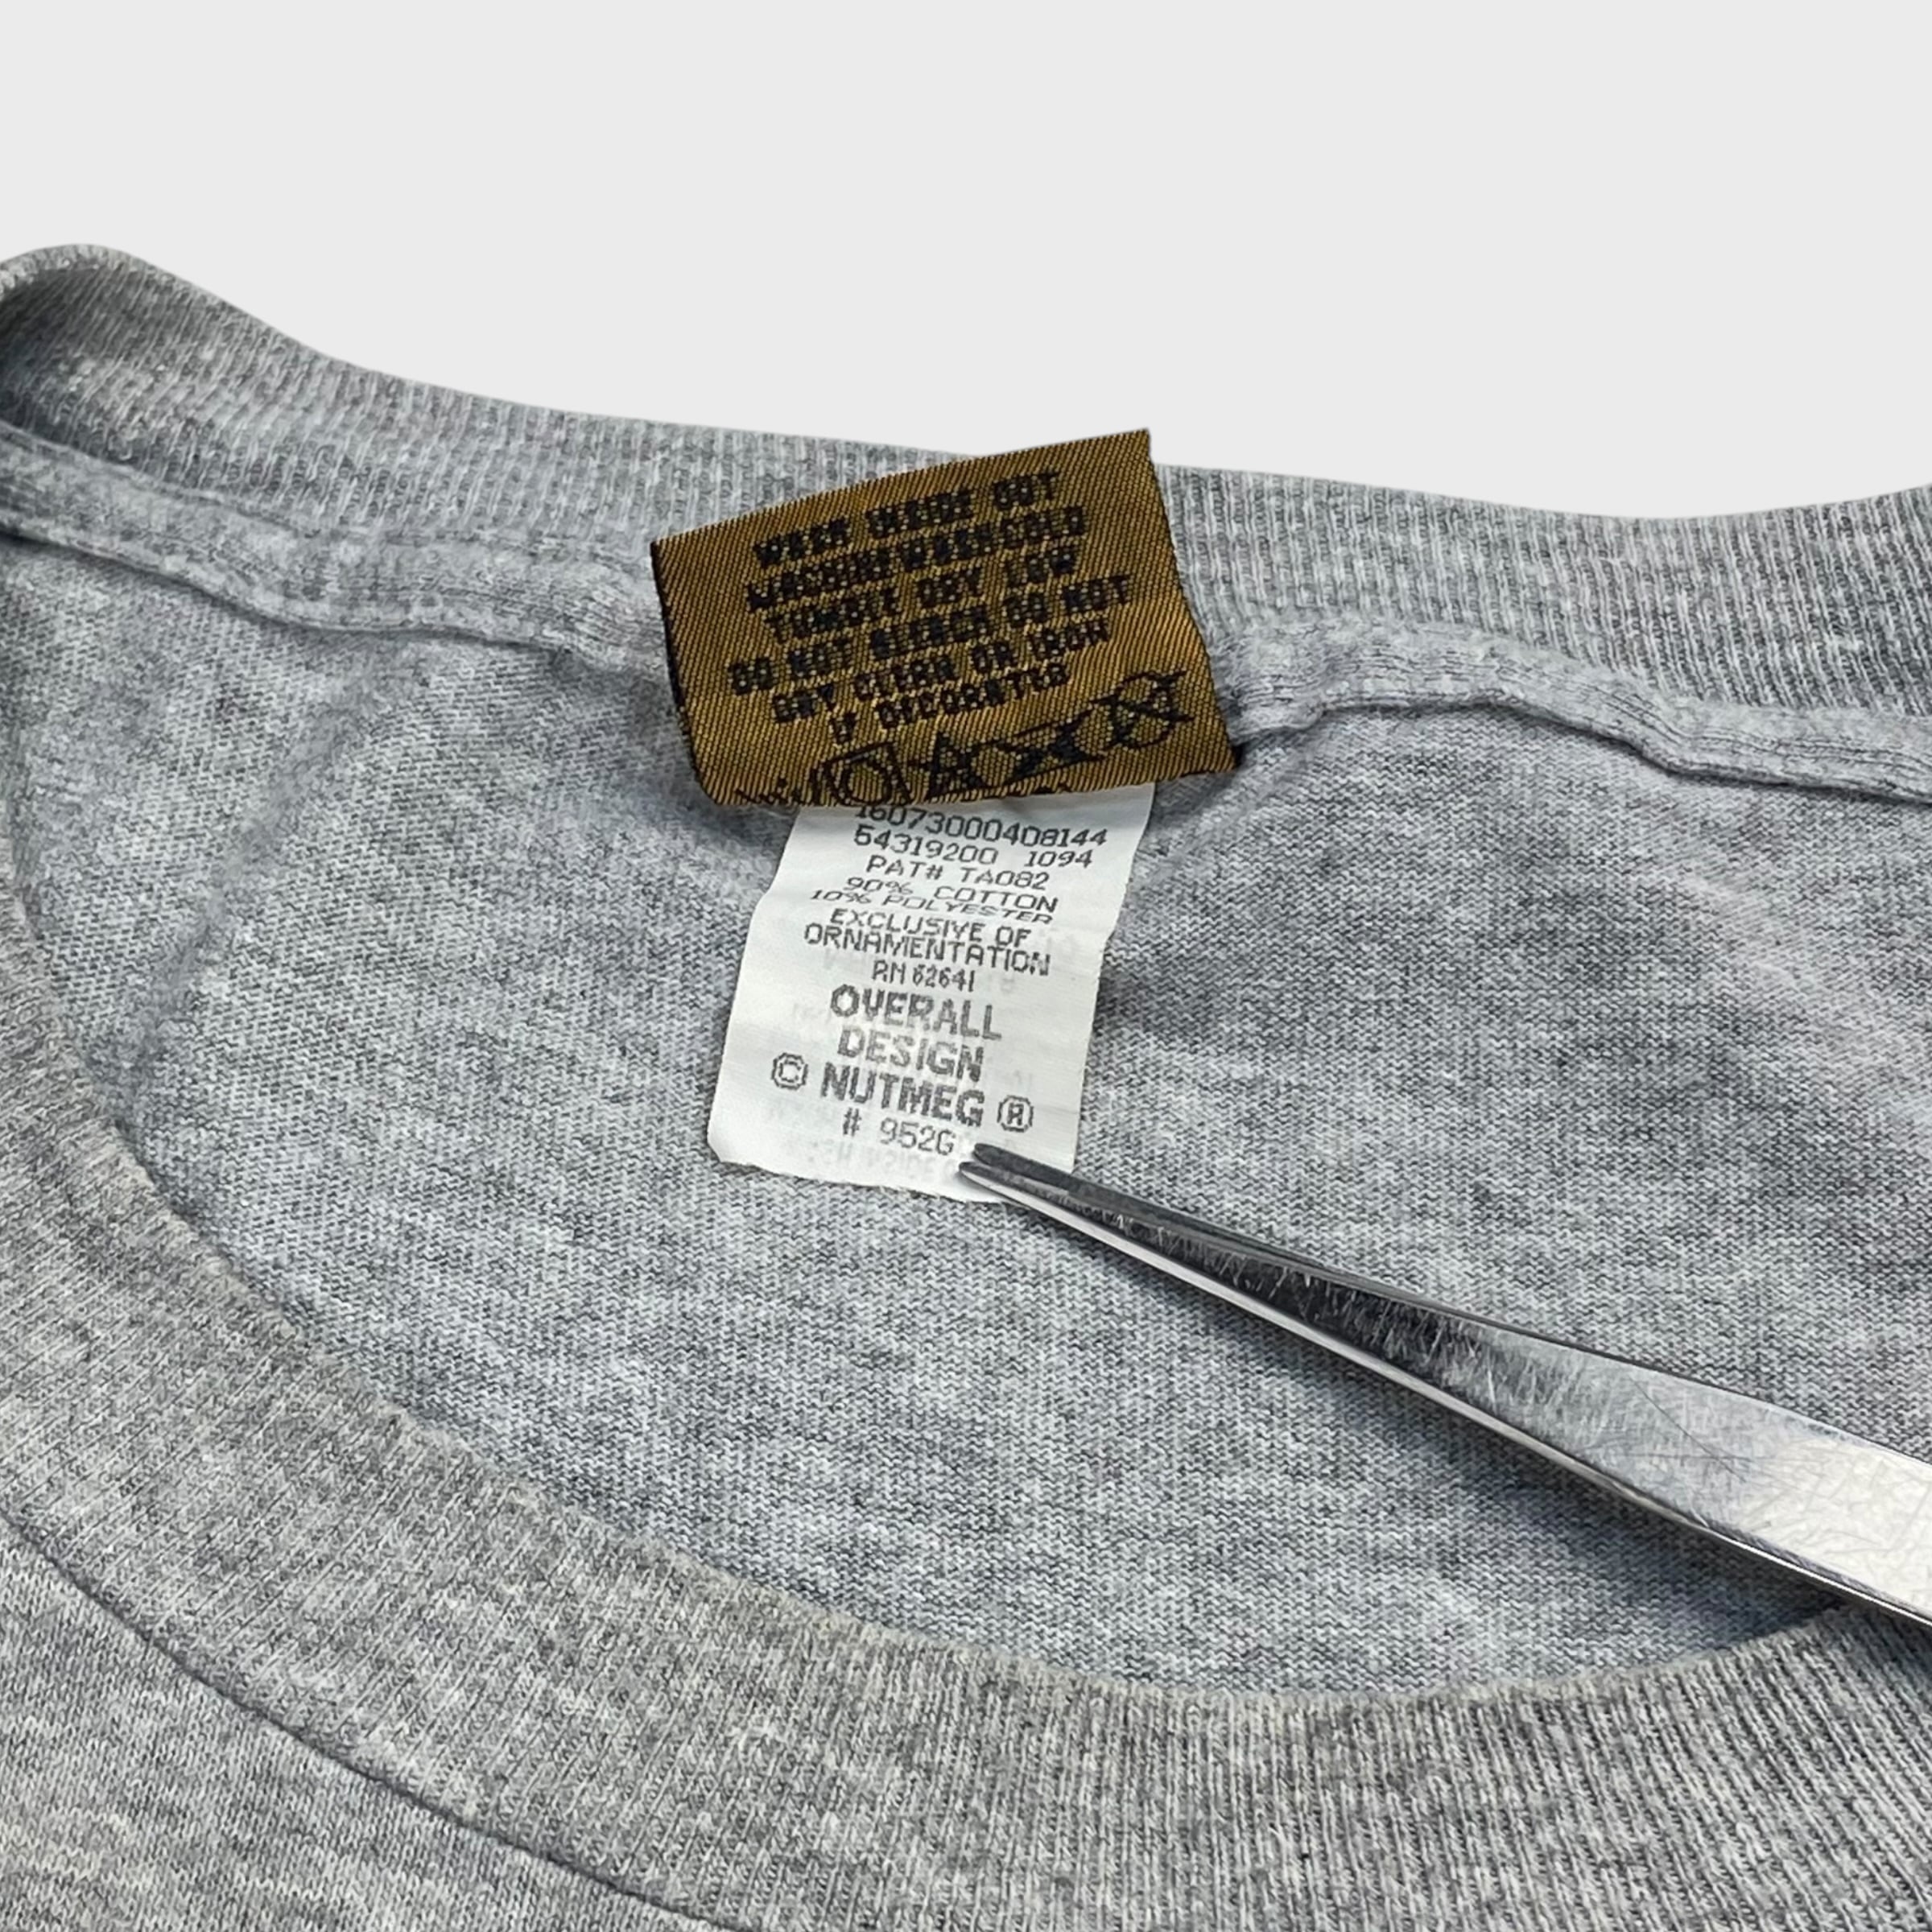 WASH INSIDE OUT
MACHINE WASH COLD
TUMBLE DRY LOW
DO NOT BLEACH DO NOT
DRY CLEAN OR IRON
IF DECORATED
16073000408144
54319200 1094
PAT# TA082
90% COTTON
10% POLYESTER
EXCLUSIVE OF
ORNAMENTATION
RN 62641
OVERALL
DESIGN
© NUTMEG ®
# 952G